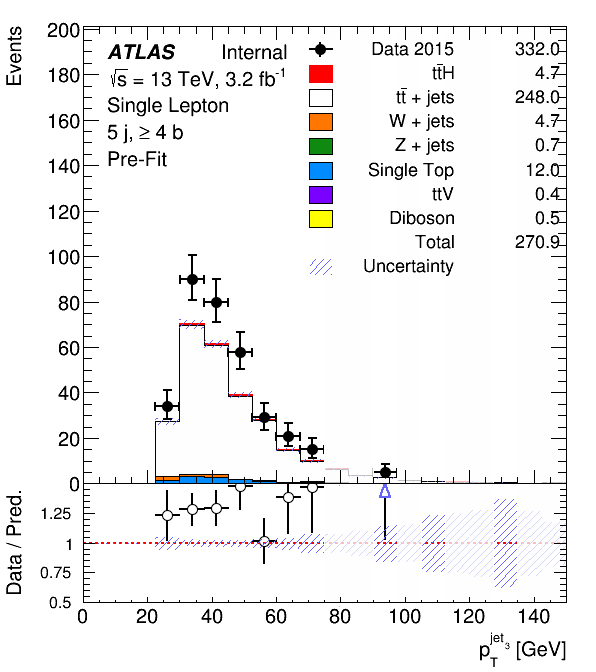 Events
200
180
160
140
120
100
80
60
40
20
0
ATLAS Internal
√s = 13 TeV, 3.2 fb⁻¹
Single Lepton
5 j, ≥ 4 b
Pre-Fit
Data 2015 332.0
tt̄H 4.7
tt̄ + jets 248.0
W + jets 4.7
Z + jets 0.7
Single Top 12.0
ttV 0.4
Diboson 0.5
Total 270.9
Uncertainty
Data / Pred.
1.25
1
0.75
0.5
0 20 40 60 80 100 120 140
p_T^{jet_3} [GeV]